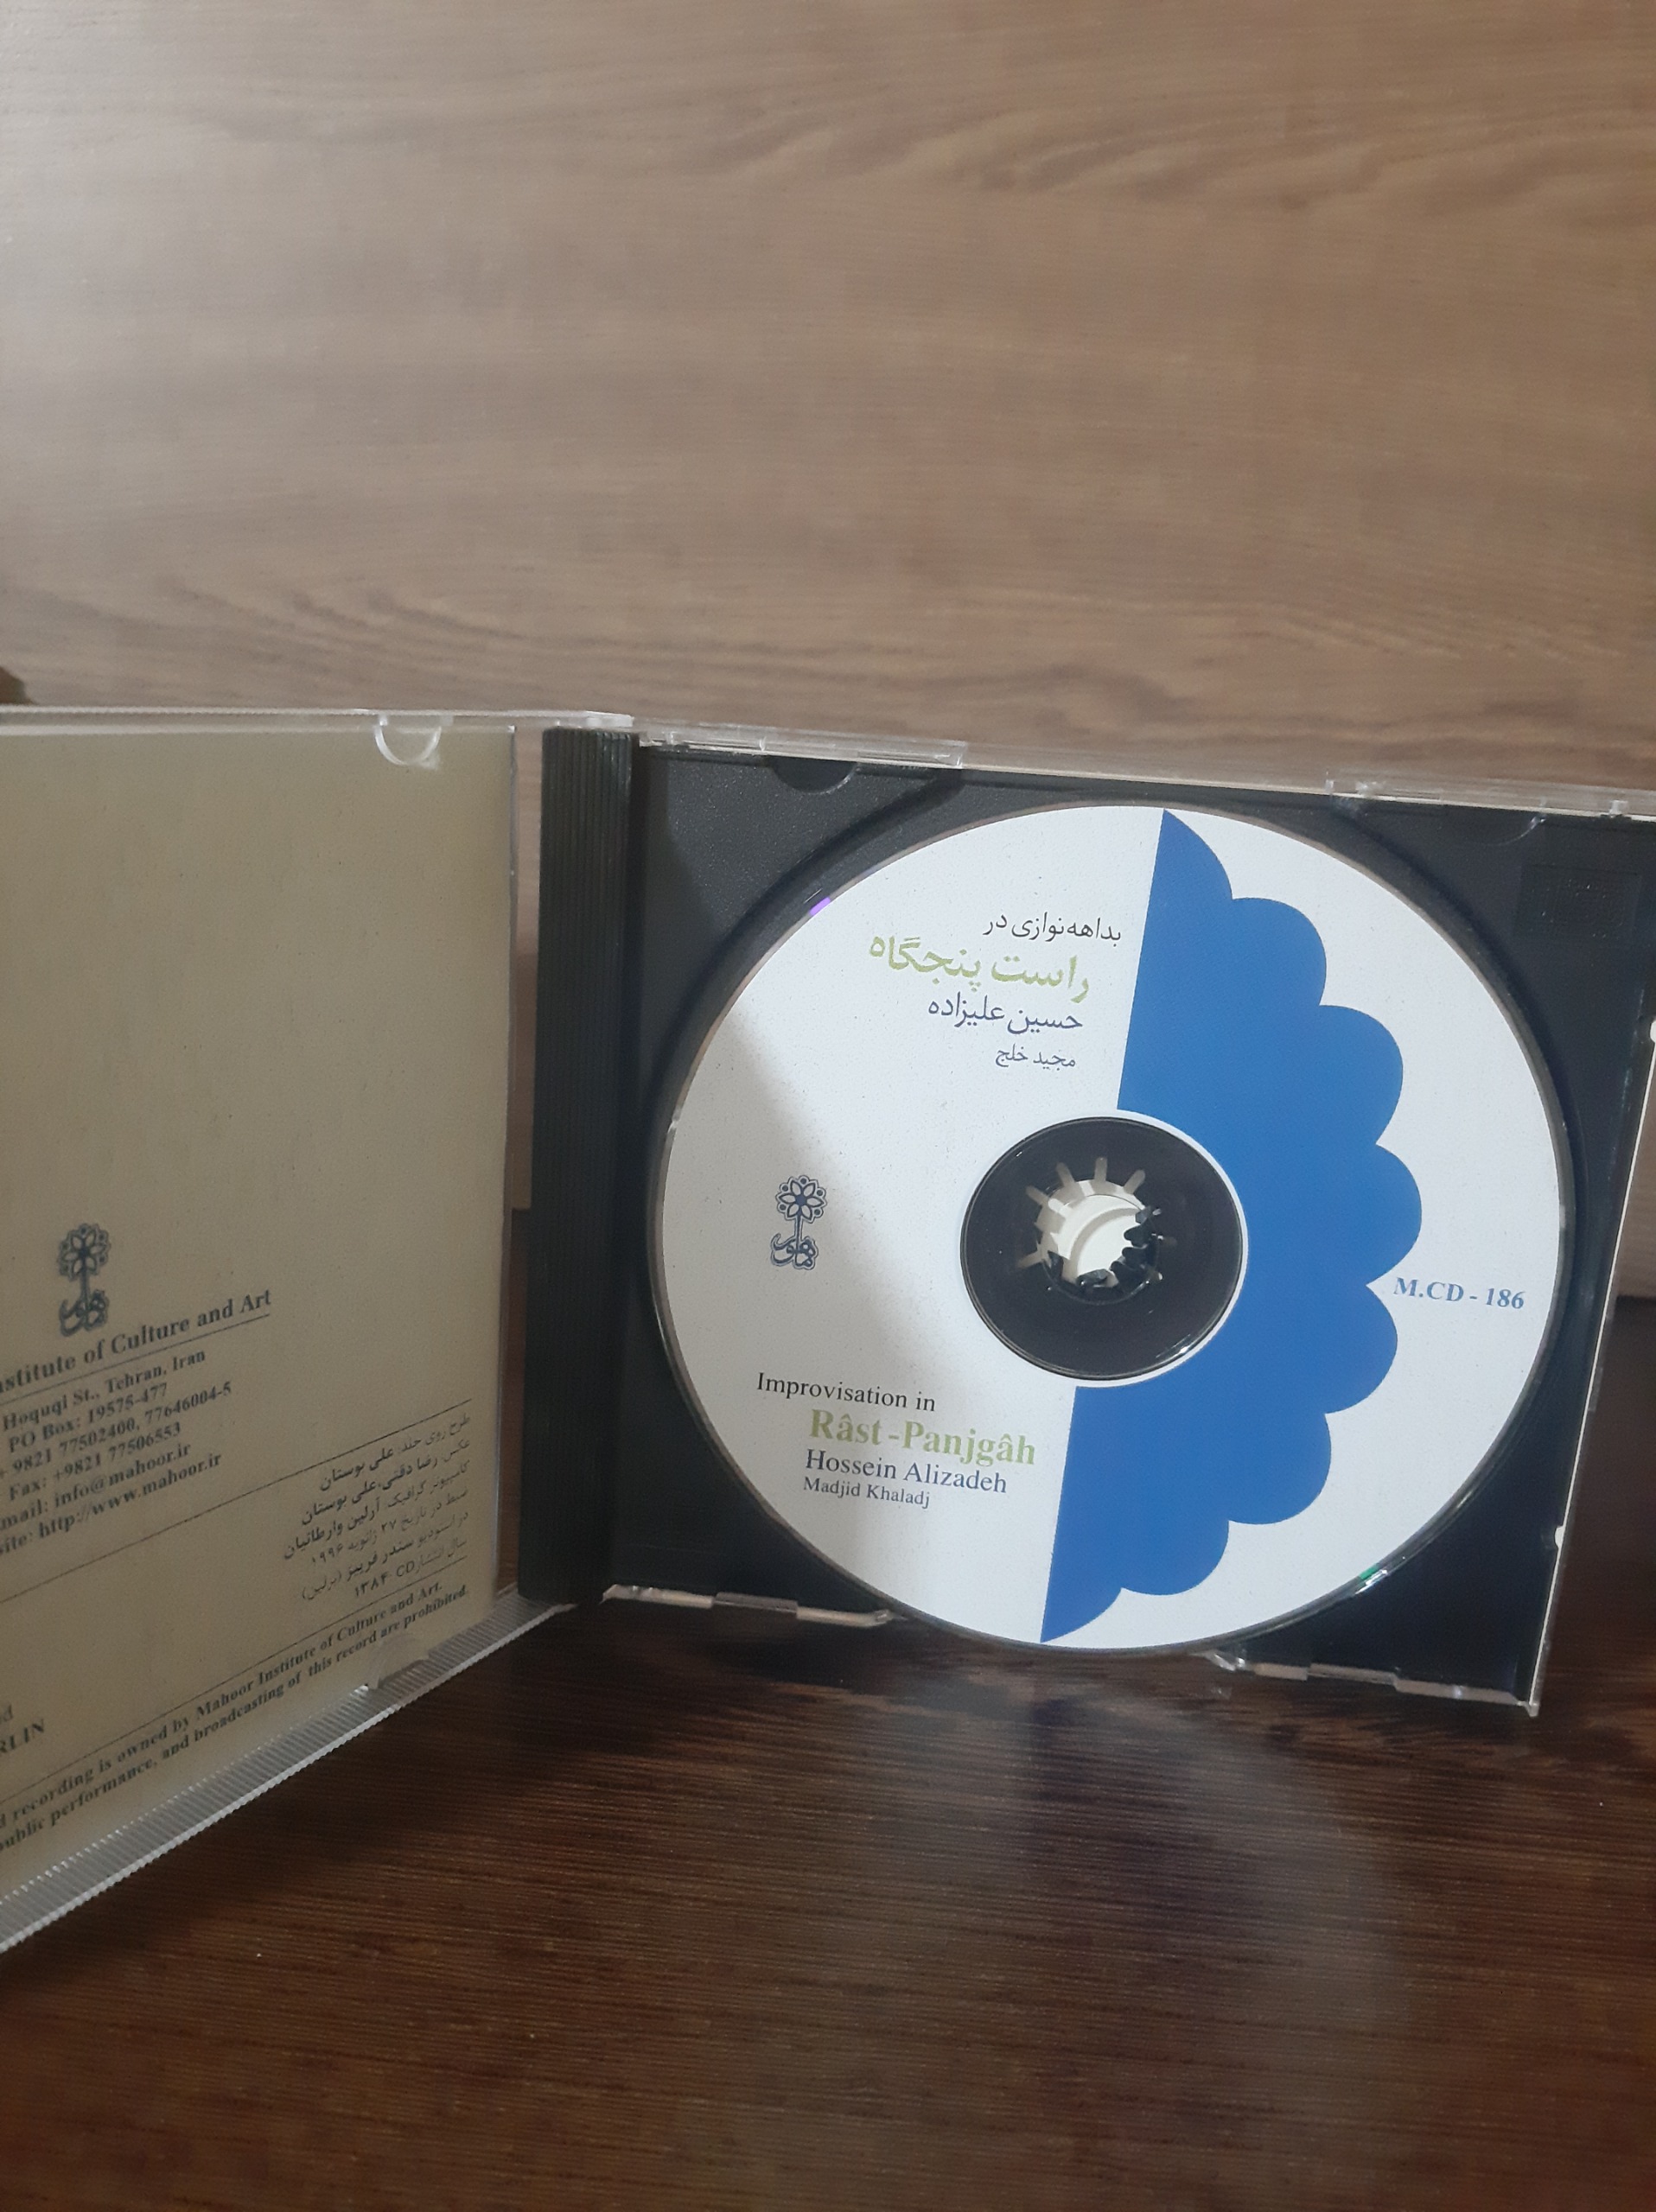 nstitute of Culture and Art
Hoquqi St., Tehran, Iran
PO Box: 19575-477
+ 9821 77502400, 77646004-5
Fax: +9821 77506553
mail: info@mahoor.ir
site: http://www.mahoor.ir
طرح روی جلد: علی بوستان
عکس: رضا دقتی، علی بوستان
کامپیوتر گرافیک: آرلین وارطانیان
ضبط در تاریخ ۲۷ ژانویه ۱۹۹۶
در استودیو سندر فریبز (برلین)
سال انتشار CD ۱۳۸۴
RLIN
d recording is owned by Mahoor Institute of Culture and Art.
public performance, and broadcasting of this record are prohibited.
بداهه‌نوازی در
راست پنجگاه
حسین علیزاده
مجید خلج
ماهور
M.CD - 186
Improvisation in
Râst-Panjgâh
Hossein Alizadeh
Madjid Khaladj